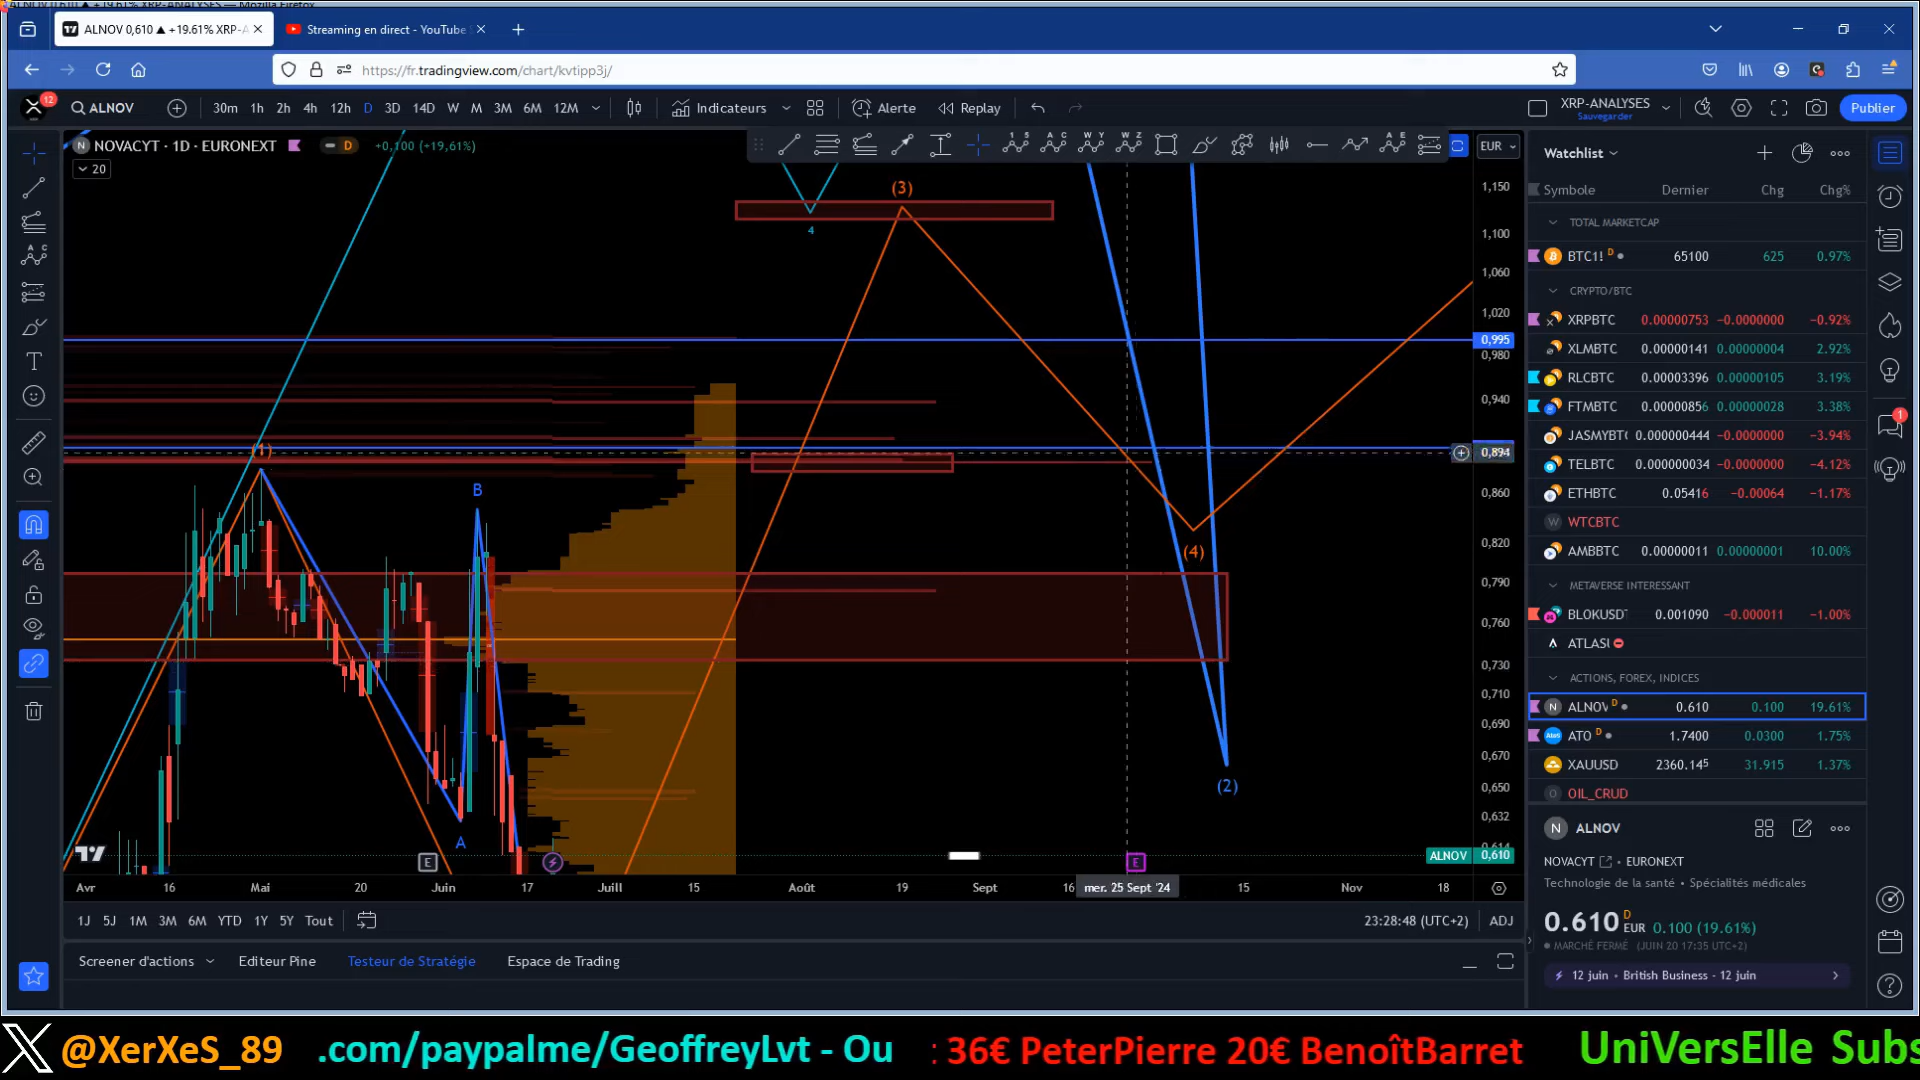 ALNOV 0,610 ▲ +19.61% XRP-A
Streaming en direct - YouTube S
https://fr.tradingview.com/chart/kvtipp3j/
12
ALNOV
30m 1h 2h 4h 12h D 3D 14D W M 3M 6M 12M
Indicateurs
Alerte
Replay
XRP-ANALYSES
Sauvegarder
Publier
NOVACYT · 1D · EURONEXT
D
+0,100 (+19,61%)
20
EUR
Watchlist
Symbole Dernier Chg Chg%
TOTAL MARKETCAP
BTC1! D 65100 625 0.97%
CRYPTO/BTC
XRPBTC 0.00000753 −0.0000000 −0.92%
XLMBTC 0.00000141 0.00000004 2.92%
RLCBTC 0.00003396 0.00000105 3.19%
FTMBTC 0.00000856 0.00000028 3.38%
JASMYBTC 0.000000444 −0.0000000 −3.94%
TELBTC 0.000000034 −0.0000000 −4.12%
ETHBTC 0.05416 −0.00064 −1.17%
WTCBTC
AMBBTC 0.00000011 0.00000001 10.00%
METAVERSE INTERESSANT
BLOKUSDT 0.001090 −0.000011 −1.00%
ATLASU
ACTIONS, FOREX, INDICES
ALNOV D 0.610 0.100 19.61%
ATO D 1.7400 0.0300 1.75%
XAUUSD 2360.145 31.915 1.37%
OIL_CRUD
ALNOV
NOVACYT • EURONEXT
Technologie de la santé • Spécialités médicales
0.610 D EUR 0.100 (19.61%)
MARCHÉ FERMÉ (JUIN 20 17:35 UTC+2)
12 juin • British Business - 12 juin
1,150
1,100
1,060
1,020
0,995
0,980
0,940
0,894
0,860
0,820
0,790
0,760
0,730
0,710
0,690
0,670
0,650
0,632
0,614
ALNOV 0,610
(3)
4
(1)
B
(4)
A
(2)
E
E
Avr 16 Mai 20 Juin 17 Juill 15 Août 19 Sept 16 mer. 25 Sept '24 15 Nov 18
1J 5J 1M 3M 6M YTD 1Y 5Y Tout
23:28:48 (UTC+2) ADJ
Screener d'actions
Editeur Pine
Testeur de Stratégie
Espace de Trading
1
@XerXeS_89 .com/paypalme/GeoffreyLvt - Ou : 36€ PeterPierre 20€ BenoîtBarret UniVersElle Subs